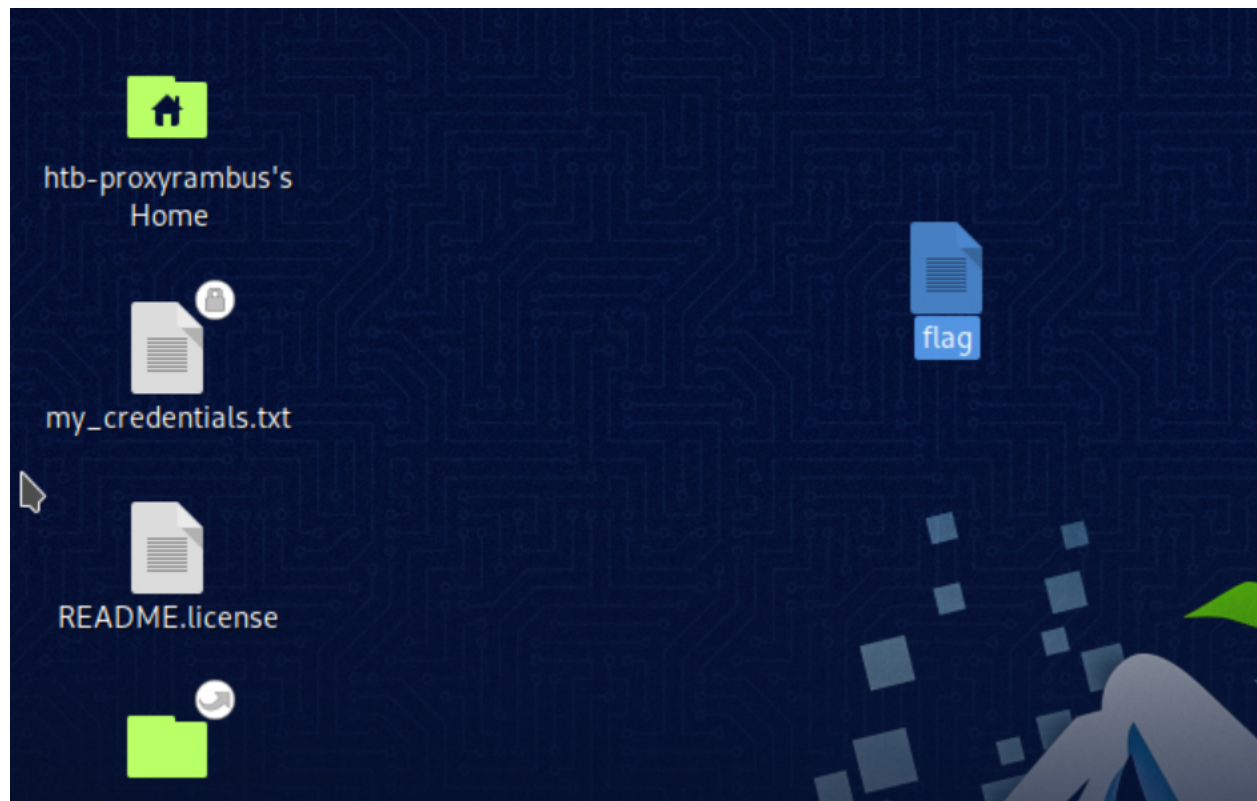 htb-proxyrambus's
Home
flag
my_credentials.txt
README.license